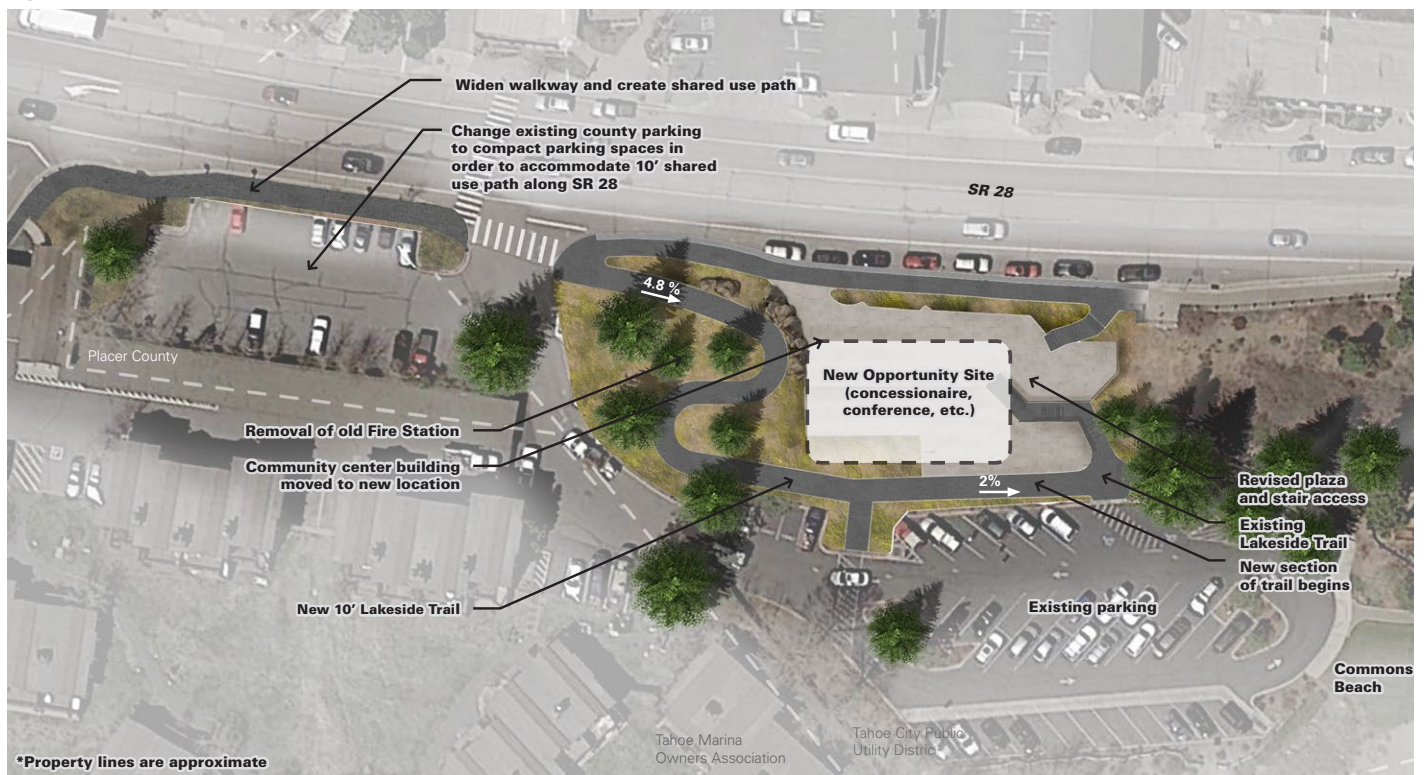 Widen walkway and create shared use path
Change existing county parking
to compact parking spaces in
order to accommodate 10' shared
use path along SR 28
SR 28
4.8 %
Placer County
New Opportunity Site
(concessionaire,
conference, etc.)
Removal of old Fire Station
Community center building
moved to new location
2%
Revised plaza
and stair access
Existing
Lakeside Trail
New section
of trail begins
New 10' Lakeside Trail
Existing parking
Commons
Beach
Tahoe Marina
Owners Association
Tahoe City Public
Utility District
*Property lines are approximate